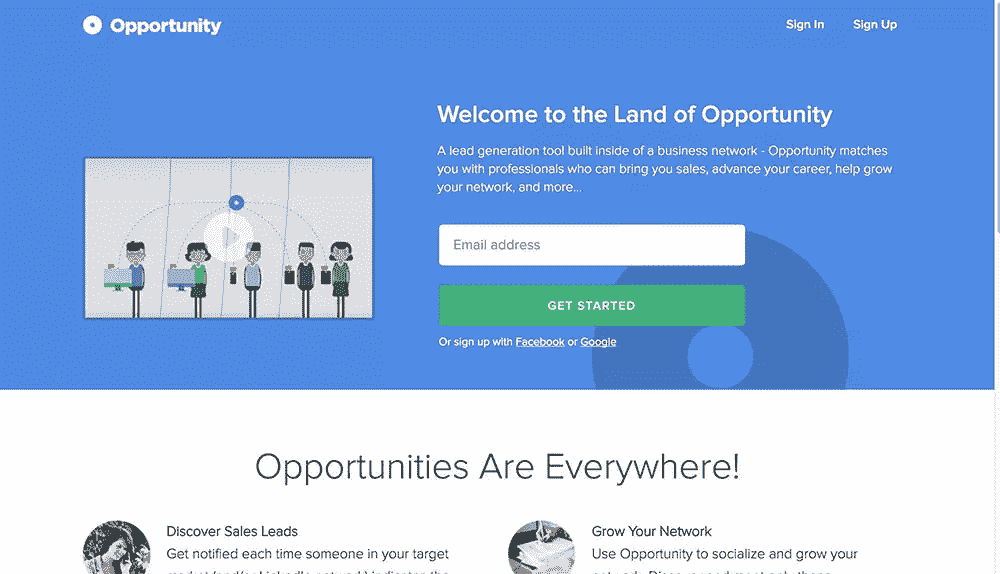 Opportunity
Sign In
Sign Up
Welcome to the Land of Opportunity
A lead generation tool built inside of a business network - Opportunity matches
you with professionals who can bring you sales, advance your career, help grow
your network, and more...
Email address
GET STARTED
Or sign up with Facebook or Google
Opportunities Are Everywhere!
Discover Sales Leads
Get notified each time someone in your target
Grow Your Network
Use Opportunity to socialize and grow your